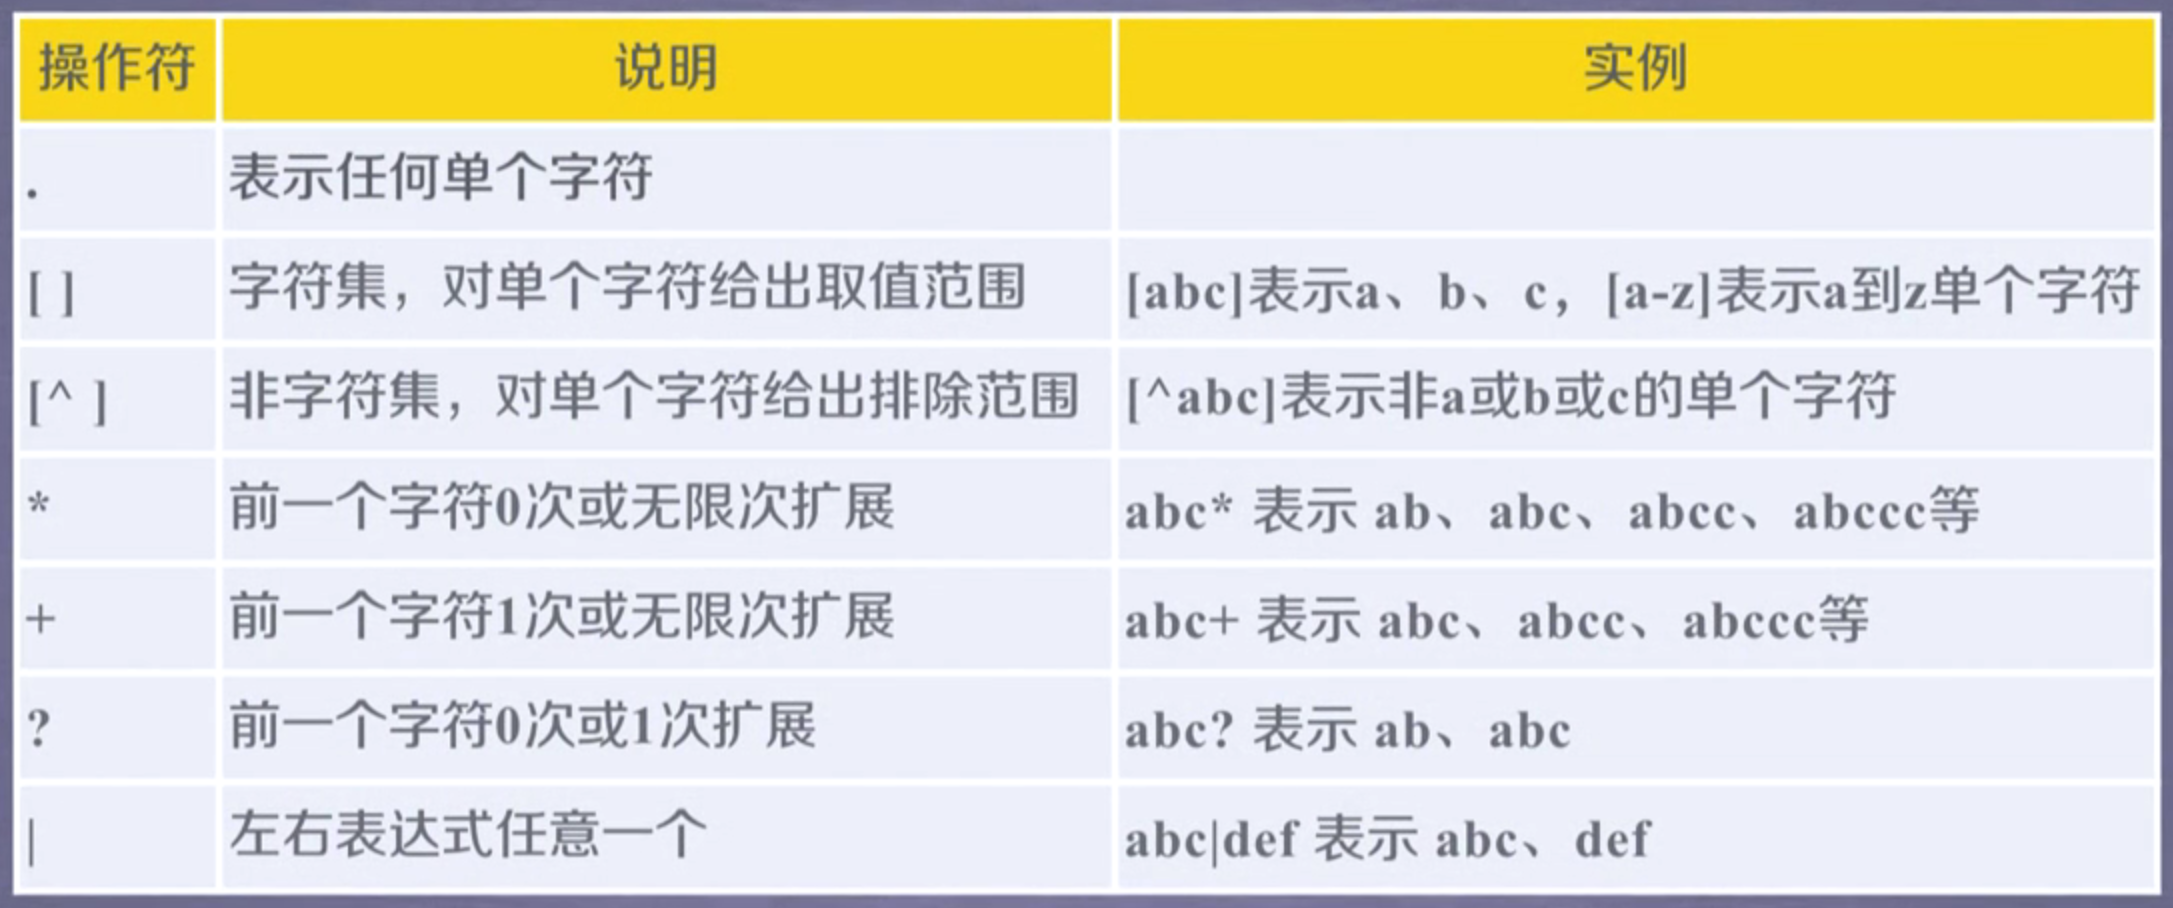 操作符 说明 实例
. 表示任何单个字符
[ ] 字符集，对单个字符给出取值范围 [abc]表示a、b、c，[a-z]表示a到z单个字符
[^ ] 非字符集，对单个字符给出排除范围 [^abc]表示非a或b或c的单个字符
* 前一个字符0次或无限次扩展 abc* 表示 ab、abc、abcc、abccc等
+ 前一个字符1次或无限次扩展 abc+ 表示 abc、abcc、abccc等
? 前一个字符0次或1次扩展 abc? 表示 ab、abc
| 左右表达式任意一个 abc|def 表示 abc、def